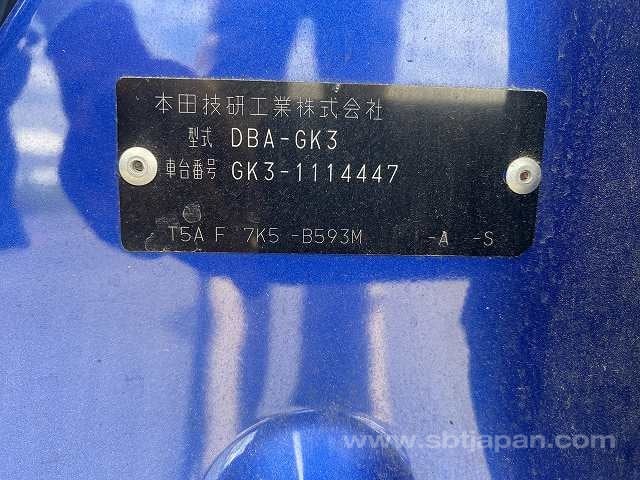 本田技研工業株式会社
型式 DBA-GK3
車台番号 GK3-1114447
T5A F 7K5 -B593M -A -S
www.sbtjapan.com